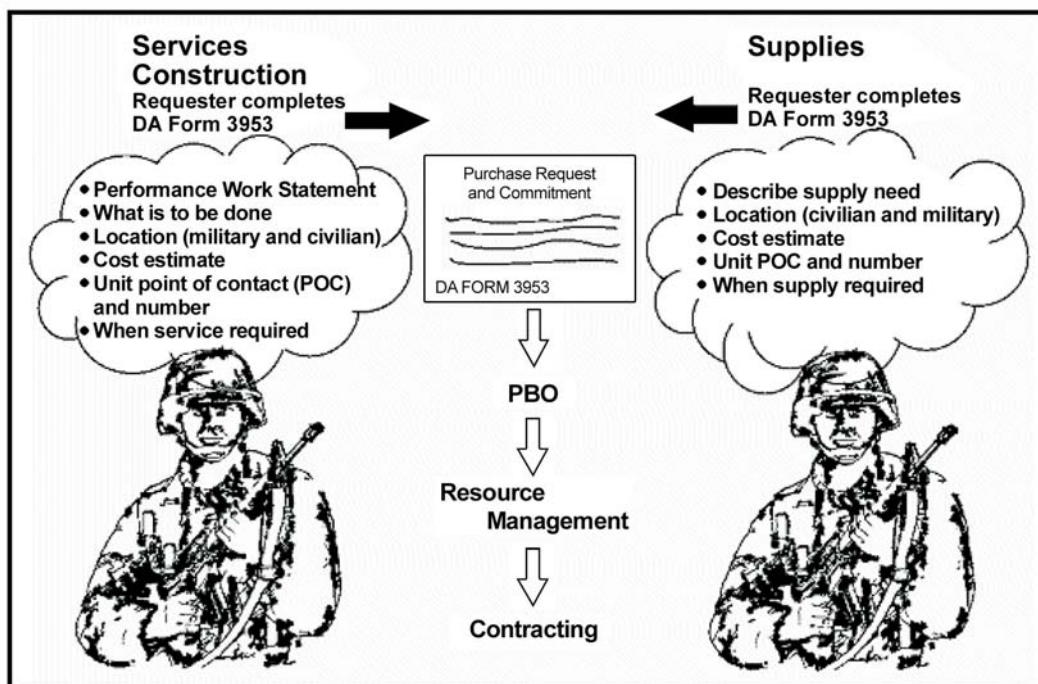 Services
Construction
Requester completes
DA Form 3953
• Performance Work Statement
• What is to be done
• Location (military and civilian)
• Cost estimate
• Unit point of contact (POC)
and number
• When service required
Purchase Request
and Commitment
DA FORM 3953
PBO
Resource
Management
Contracting
Supplies
Requester completes
DA Form 3953
• Describe supply need
• Location (civilian and military)
• Cost estimate
• Unit POC and number
• When supply required